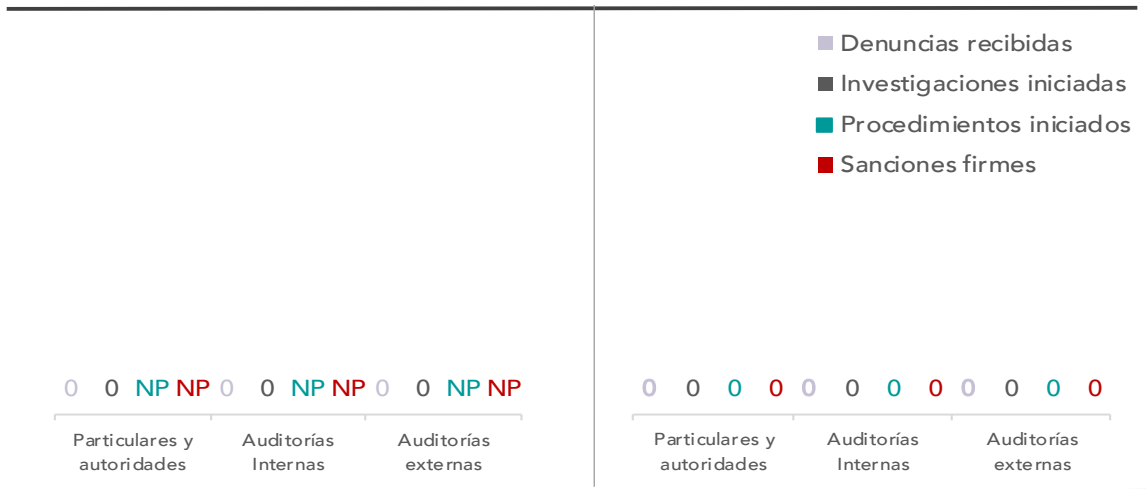 Denuncias recibidas
Investigaciones iniciadas
Procedimientos iniciados
Sanciones firmes
0 0 NP NP 0 0 NP NP 0 0 NP NP
Particulares y autoridades
Auditorías Internas
Auditorías externas
0 0 0 0 0 0 0 0 0 0 0 0
Particulares y autoridades
Auditorías Internas
Auditorías externas